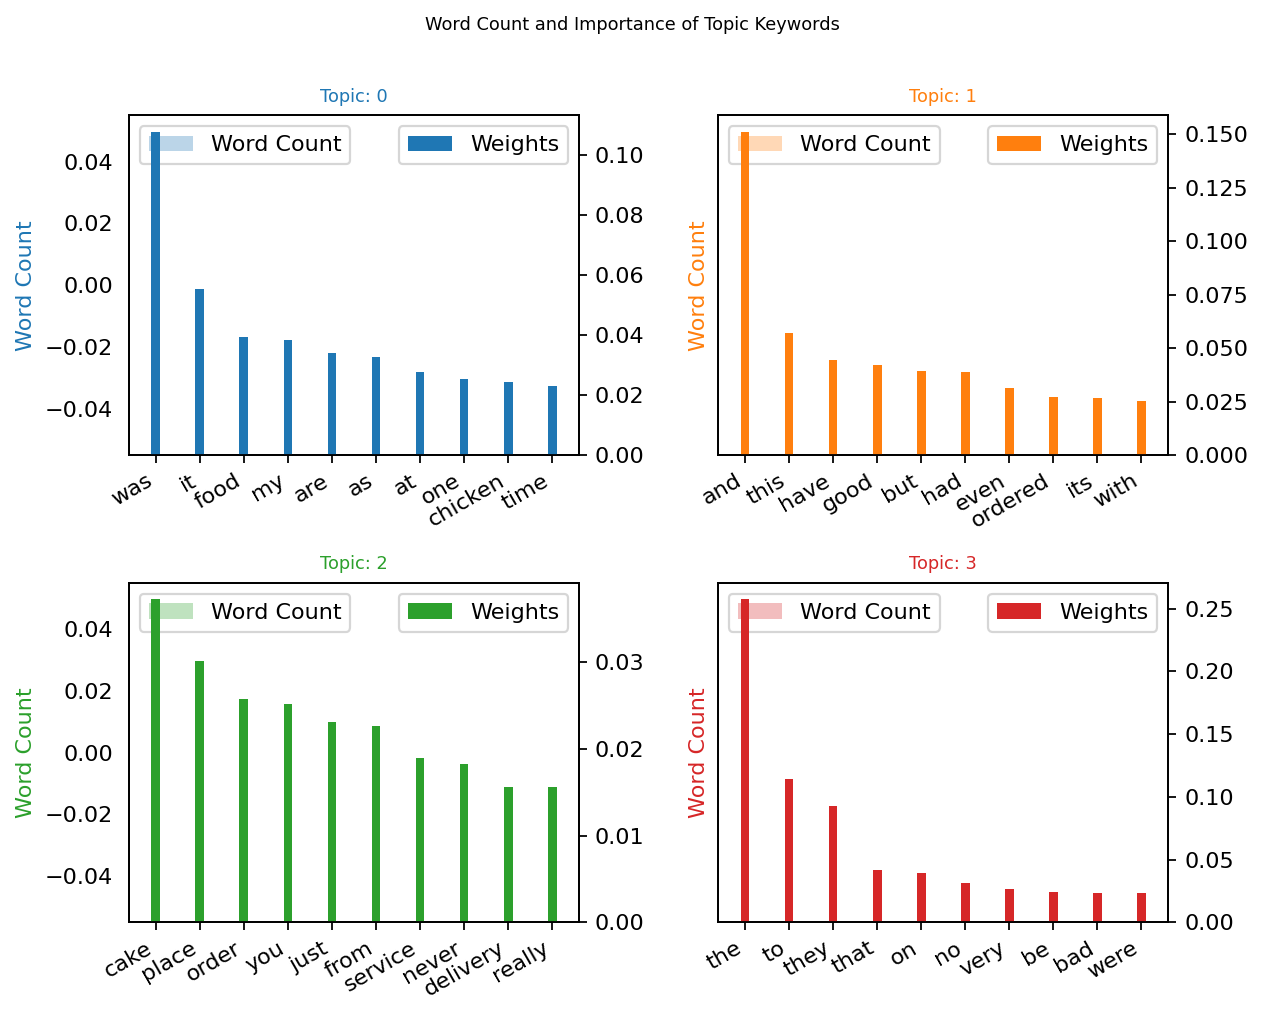 Word Count and Importance of Topic Keywords
Topic: 0
Word Count
Weights
Word Count
0.04
0.02
0.00
−0.02
−0.04
0.10
0.08
0.06
0.04
0.02
0.00
was it food my are as at one chicken time
Topic: 1
Word Count
Weights
Word Count
0.150
0.125
0.100
0.075
0.050
0.025
0.000
and this have good but had even ordered its with
Topic: 2
Word Count
Weights
Word Count
0.04
0.02
0.00
−0.02
−0.04
0.03
0.02
0.01
0.00
cake place order you just from service never delivery really
Topic: 3
Word Count
Weights
Word Count
0.25
0.20
0.15
0.10
0.05
0.00
the to they that on no very be bad were